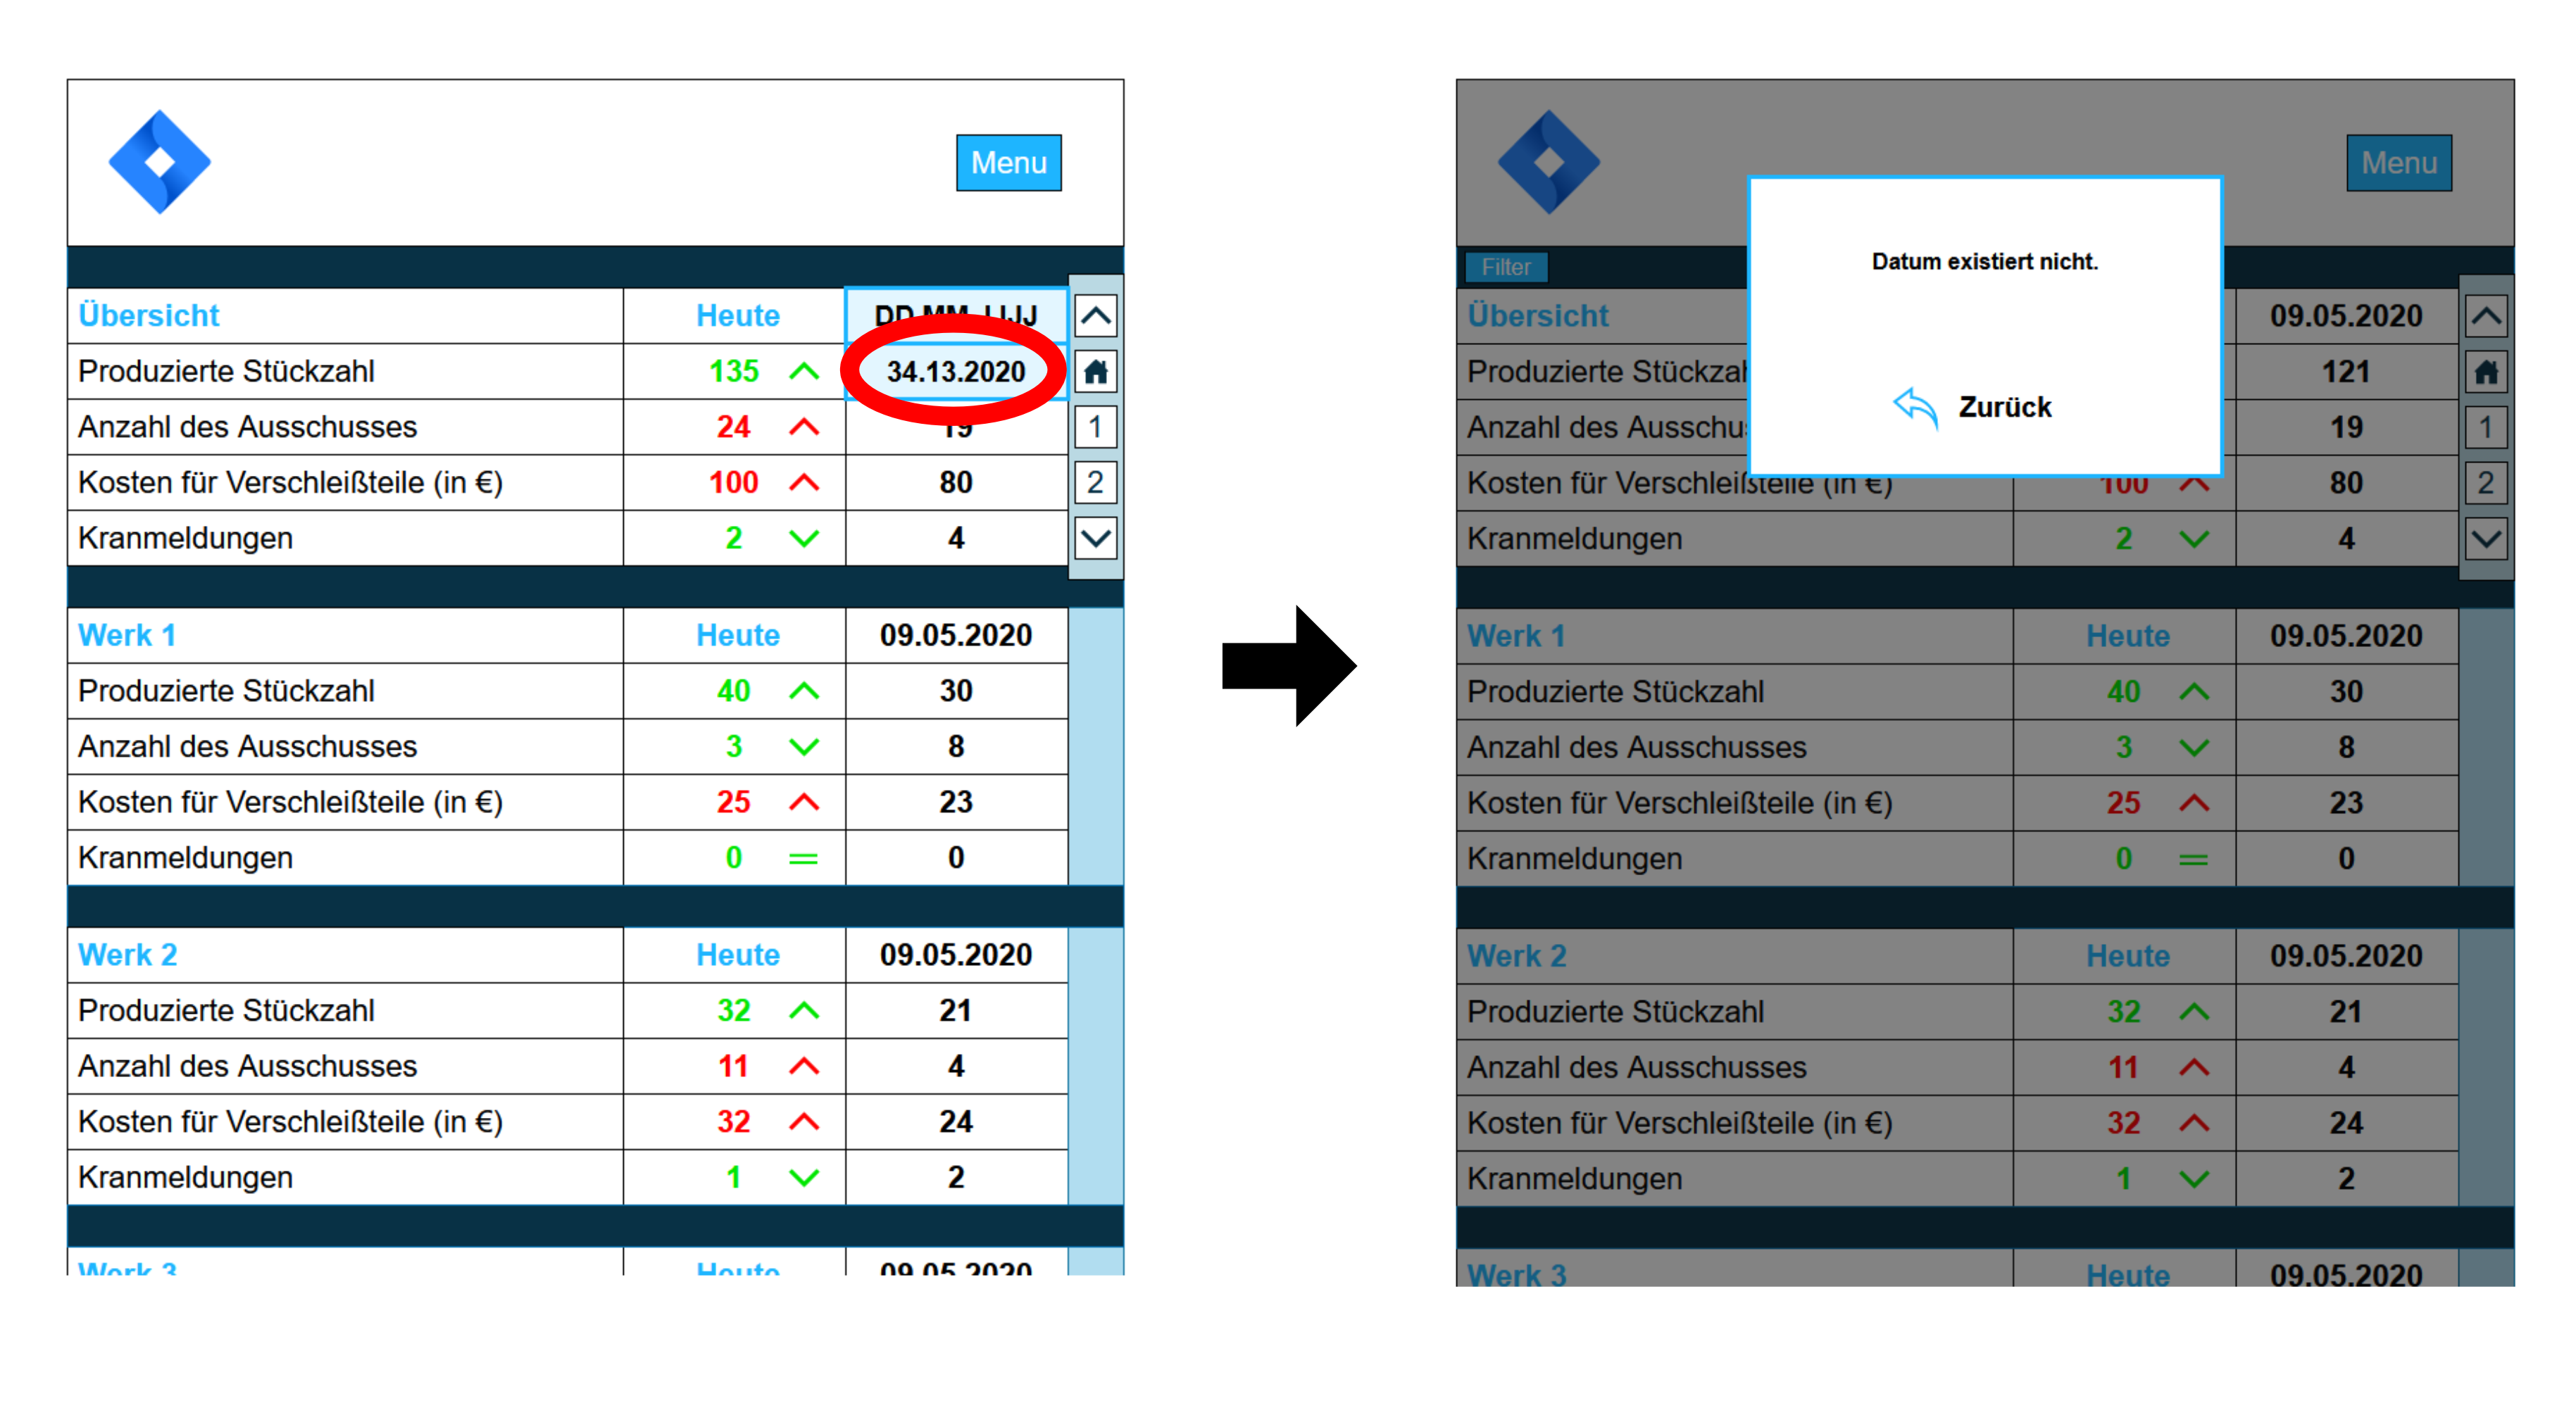 Menu
Übersicht Heute DD.MM.JJJJ
Produzierte Stückzahl 135 34.13.2020
Anzahl des Ausschusses 24 19 1
Kosten für Verschleißteile (in €) 100 80 2
Kranmeldungen 2 4
Werk 1 Heute 09.05.2020
Produzierte Stückzahl 40 30
Anzahl des Ausschusses 3 8
Kosten für Verschleißteile (in €) 25 23
Kranmeldungen 0 = 0
Werk 2 Heute 09.05.2020
Produzierte Stückzahl 32 21
Anzahl des Ausschusses 11 4
Kosten für Verschleißteile (in €) 32 24
Kranmeldungen 1 2
Werk 3 Heute 09.05.2020
Menu
Datum existiert nicht.
Zurück
Filter
Übersicht 09.05.2020
Produzierte Stückzahl 121
Anzahl des Ausschu 19 1
Kosten für Verschleißteile (in €) 100 80 2
Kranmeldungen 2 4
Werk 1 Heute 09.05.2020
Produzierte Stückzahl 40 30
Anzahl des Ausschusses 3 8
Kosten für Verschleißteile (in €) 25 23
Kranmeldungen 0 = 0
Werk 2 Heute 09.05.2020
Produzierte Stückzahl 32 21
Anzahl des Ausschusses 11 4
Kosten für Verschleißteile (in €) 32 24
Kranmeldungen 1 2
Werk 3 Heute 09.05.2020